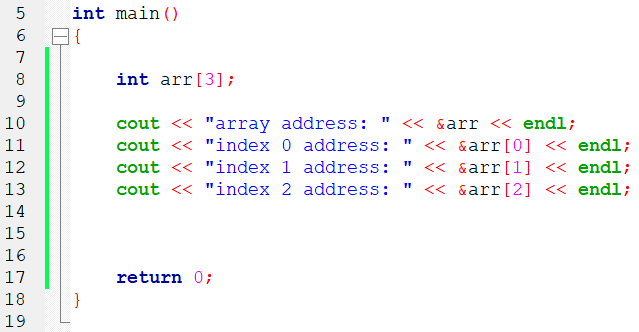 5 int main()
6 {
7
8 int arr[3];
9
10 cout << "array address: " << &arr << endl;
11 cout << "index 0 address: " << &arr[0] << endl;
12 cout << "index 1 address: " << &arr[1] << endl;
13 cout << "index 2 address: " << &arr[2] << endl;
14
15
16
17 return 0;
18 }
19